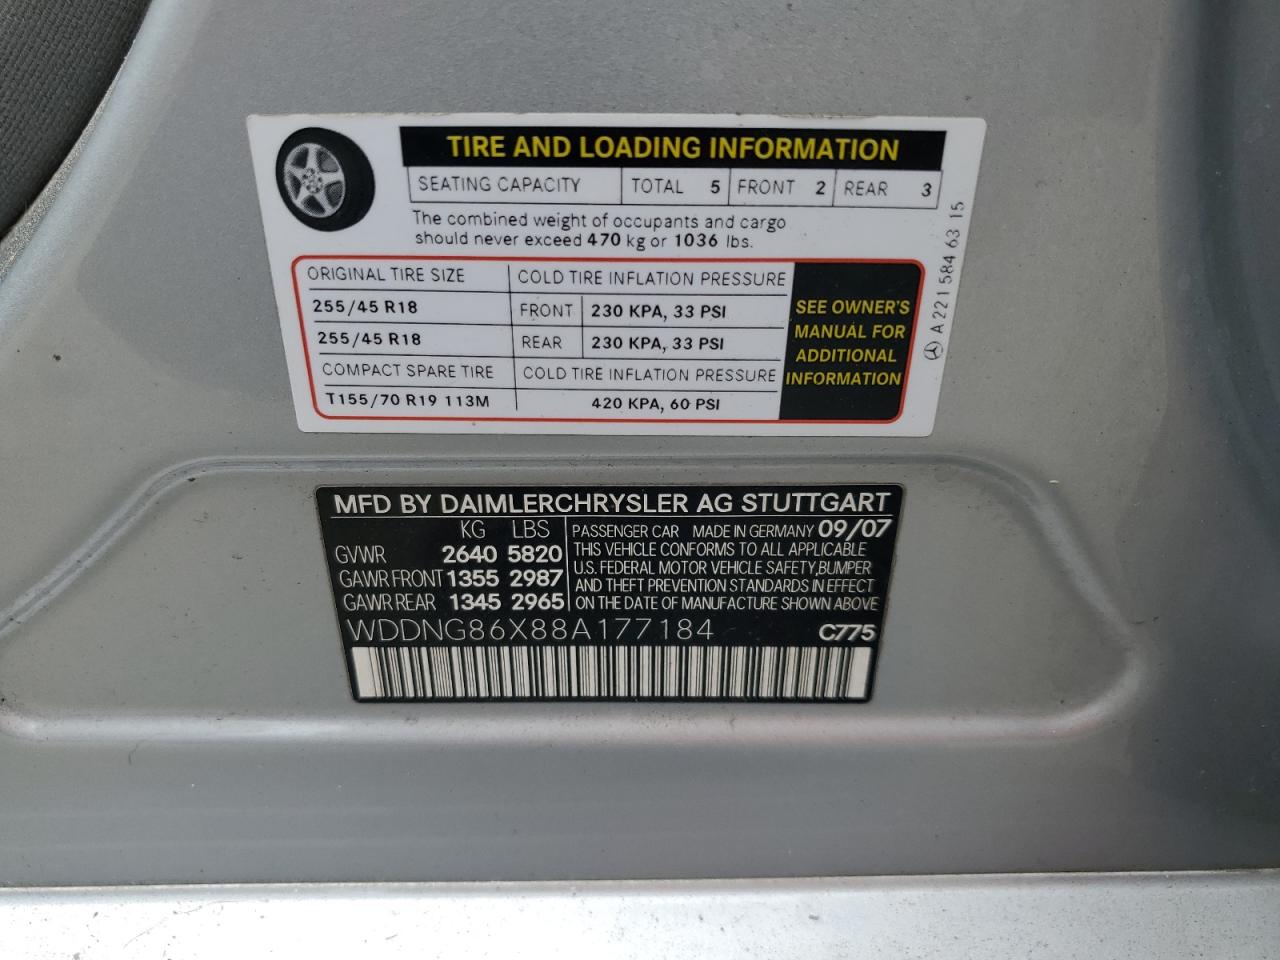 TIRE AND LOADING INFORMATION
SEATING CAPACITY TOTAL 5 FRONT 2 REAR 3
The combined weight of occupants and cargo
should never exceed 470 kg or 1036 lbs.
ORIGINAL TIRE SIZE COLD TIRE INFLATION PRESSURE
255/45 R18 FRONT 230 KPA, 33 PSI
255/45 R18 REAR 230 KPA, 33 PSI
COMPACT SPARE TIRE COLD TIRE INFLATION PRESSURE
T155/70 R19 113M 420 KPA, 60 PSI
SEE OWNER'S
MANUAL FOR
ADDITIONAL
INFORMATION
A 221 584 63 15
MFD BY DAIMLERCHRYSLER AG STUTTGART
KG LBS
GVWR 2640 5820
GAWR FRONT 1355 2987
GAWR REAR 1345 2965
PASSENGER CAR MADE IN GERMANY 09/07
THIS VEHICLE CONFORMS TO ALL APPLICABLE
U.S. FEDERAL MOTOR VEHICLE SAFETY, BUMPER
AND THEFT PREVENTION STANDARDS IN EFFECT
ON THE DATE OF MANUFACTURE SHOWN ABOVE
WDDNG86X88A177184 C775